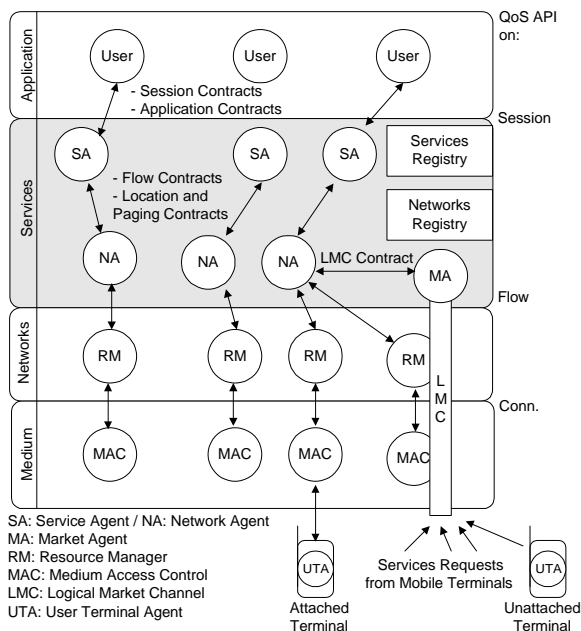 QoS API
on:
Application
User
User
User
- Session Contracts
- Application Contracts
Session
Services
SA
SA
SA
Services
Registry
- Flow Contracts
- Location and
Paging Contracts
Networks
Registry
NA
NA
NA
LMC Contract
MA
Flow
Networks
RM
RM
RM
RM
L
M
C
Conn.
Medium
MAC
MAC
MAC
MAC
SA: Service Agent / NA: Network Agent
MA: Market Agent
RM: Resource Manager
MAC: Medium Access Control
LMC: Logical Market Channel
UTA: User Terminal Agent
UTA
Attached
Terminal
Services Requests
from Mobile Terminals
UTA
Unattached
Terminal